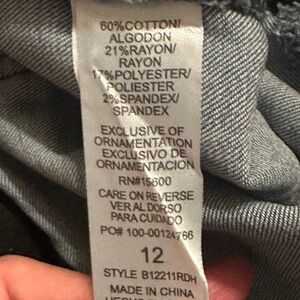 60%COTTON/
ALGODON
21%RAYON/
RAYON
17%POLYESTER/
POLIESTER
2%SPANDEX/
SPANDEX
EXCLUSIVE OF
ORNAMENTATION
EXCLUSIVO DE
ORNAMENTACION
RN#15600
CARE ON REVERSE
VER AL DORSO
PARA CUIDADO
PO# 100-00124766
12
STYLE B12211RDH
MADE IN CHINA